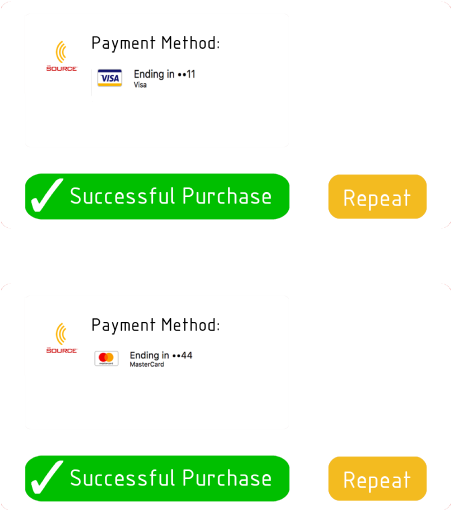 Payment Method:
THE SOURCE
VISA
Ending in ••11
Visa
Successful Purchase
Repeat
Payment Method:
SOURCE
Ending in ••44
MasterCard
Successful Purchase
Repeat